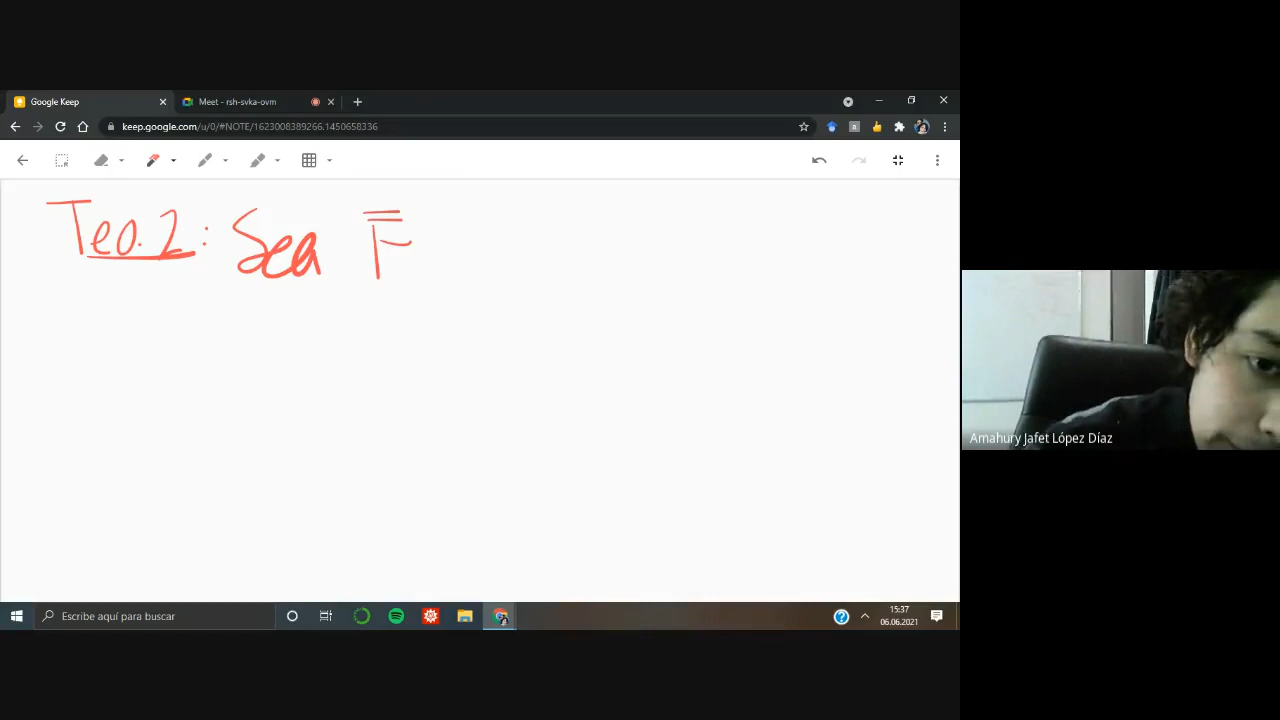 Google Keep
Meet - rsh-svka-ovm
keep.google.com/u/0/#NOTE/1623008389266.1450658336
Teo. 2: Sea F
Amahury Jafet López Díaz
Escribe aquí para buscar
15:37
06.06.2021